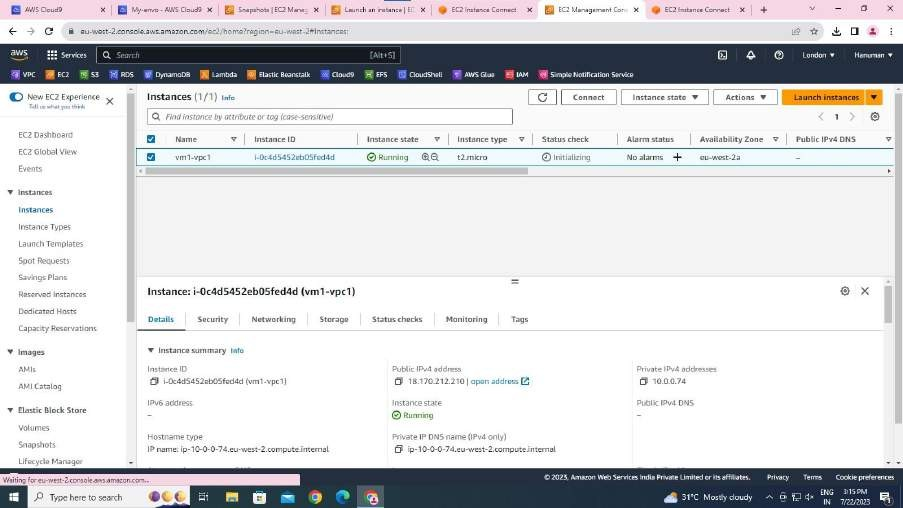 AWS Cloud9
My-envo - AWS Cloud9
Snapshots | EC2 Manag
Launch an instance | EC
EC2 Instance Connect
EC2 Management Con
EC2 Instance Connect
eu-west-2.console.aws.amazon.com/ec2/home?region=eu-west-2#Instances:
aws
Services
Search
[Alt+S]
London
Hanuman
VPC
EC2
S3
RDS
DynamoDB
Lambda
Elastic Beanstalk
Cloud9
EFS
CloudShell
AWS Glue
IAM
Simple Notification Service
New EC2 Experience
Tell us what you think
EC2 Dashboard
EC2 Global View
Events
Instances
Instances
Instance Types
Launch Templates
Spot Requests
Savings Plans
Reserved Instances
Dedicated Hosts
Capacity Reservations
Images
AMIs
AMI Catalog
Elastic Block Store
Volumes
Snapshots
Lifecycle Manager
Instances (1/1) Info
Connect
Instance state
Actions
Launch instances
Find instance by attribute or tag (case-sensitive)
1
Name
Instance ID
Instance state
Instance type
Status check
Alarm status
Availability Zone
Public IPv4 DNS
vm1-vpc1
i-0c4d5452eb05fed4d
Running
t2.micro
Initializing
No alarms +
eu-west-2a
–
Instance: i-0c4d5452eb05fed4d (vm1-vpc1)
Details
Security
Networking
Storage
Status checks
Monitoring
Tags
Instance summary Info
Instance ID
i-0c4d5452eb05fed4d (vm1-vpc1)
Public IPv4 address
18.170.212.210 | open address
Private IPv4 addresses
10.0.0.74
IPv6 address
–
Instance state
Running
Public IPv4 DNS
–
Hostname type
IP name: ip-10-0-0-74.eu-west-2.compute.internal
Private IP DNS name (IPv4 only)
ip-10-0-0-74.eu-west-2.compute.internal
Waiting for eu-west-2.console.aws.amazon.com...
© 2023, Amazon Web Services India Private Limited or its affiliates.
Privacy
Terms
Cookie preferences
Type here to search
31°C Mostly cloudy
ENG
IN
3:15 PM
7/22/2023